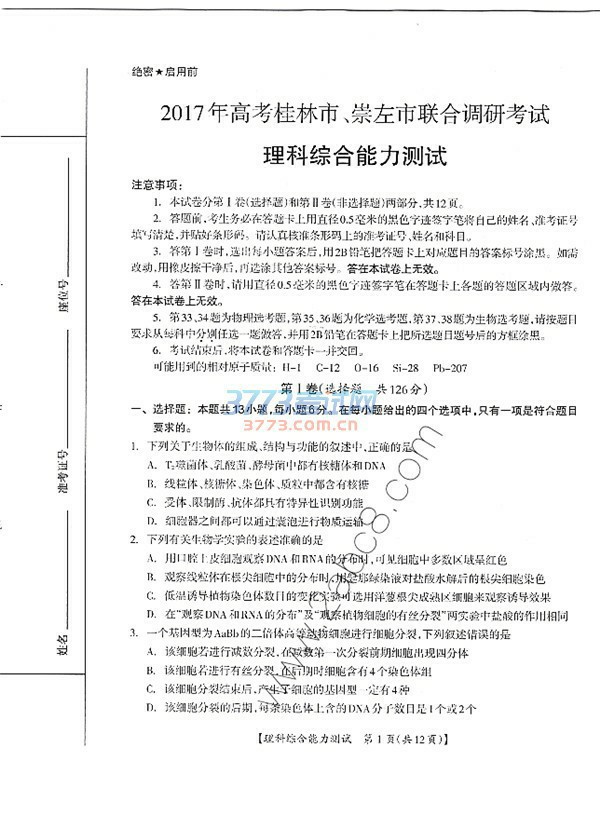 绝密★启用前
2017年高考桂林市、崇左市联合调研考试
理科综合能力测试
注意事项：
1. 本试卷分第Ⅰ卷(选择题)和第Ⅱ卷(非选择题)两部分,共12页。
2. 答题前,考生务必在答题卡上用直径0.5毫米的黑色字迹签字笔将自己的姓名、准考证号
填写清楚,并贴好条形码。请认真核准条形码上的准考证号、姓名和科目。
3. 答第Ⅰ卷时,选出每小题答案后,用2B铅笔把答题卡上对应题目的答案标号涂黑。如需
改动,用橡皮擦干净后,再选涂其他答案标号。答在本试卷上无效。
4. 答第Ⅱ卷时,请用直径0.5毫米的黑色字迹签字笔在答题卡上各题的答题区域内做答。
答在本试卷上无效。
5. 第33、34题为物理选考题,第35、36题为化学选考题,第37、38题为生物选考题,请按题目
要求从每科中分别任选一题做答,并用2B铅笔在答题卡上把所选题目题号后的方框涂黑。
6. 考试结束后,将本试卷和答题卡一并交回。
可能用到的相对原子质量: H-1 C-12 O-16 Si-28 Pb-207
第Ⅰ卷(选择题 共126分)
3773考试网
3773.com.cn
一、选择题：本题共13小题,每小题6分。在每小题给出的四个选项中,只有一项是符合题目
要求的。
1. 下列关于生物体的组成、结构与功能的叙述中,正确的是
A. T₂噬菌体、乳酸菌、酵母菌中都有核糖体和DNA
B. 线粒体、核糖体、染色体、质粒中都含有核糖
C. 受体、限制酶、抗体都具有特异性识别功能
D. 细胞器之间都可以通过囊泡进行物质运输
2. 下列有关生物学实验的表述准确的是
A. 用口腔上皮细胞观察DNA和RNA的分布时,可见细胞中多数区域呈红色
B. 观察线粒体在根尖细胞中的分布时,用健那绿染液对盐酸水解后的根尖细胞染色
C. 低温诱导植物染色体数目的变化实验可选用洋葱根尖成熟区细胞来观察诱导效果
D. 在“观察DNA和RNA的分布”及“观察植物细胞的有丝分裂”两实验中盐酸的作用相同
3. 一个基因型为AaBb的二倍体高等动物细胞进行细胞分裂,下列叙述错误的是
A. 该细胞若进行减数分裂,在减数第一次分裂前期细胞出现四分体
B. 该细胞若进行有丝分裂,在后期时细胞含有4个染色体组
C. 该细胞分裂结束后,产生子细胞的基因型一定有4种
D. 该细胞分裂的后期,每条染色体上含的DNA分子数目是1个或2个
【理科综合能力测试 第1页(共12页)】
座位号
准考证号
姓名